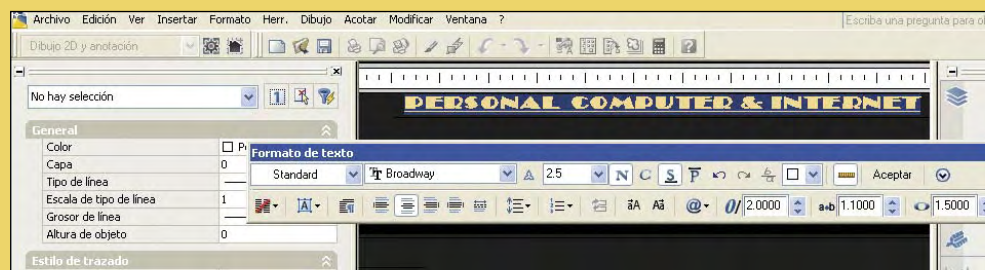 Archivo Edición Ver Insertar Formato Herr. Dibujo Acotar Modificar Ventana ?
Escriba una pregunta para
Dibujo 2D y anotación
No hay selección
PERSONAL COMPUTER & INTERNET
General
Color
Capa 0
Tipo de línea
Escala de tipo de línea 1
Grosor de línea
Altura de objeto 0
Estilo de trazado
Formato de texto
Standard Broadway 2.5 N C S P Aceptar
@ 0/ 2.0000 a•b 1.1000 1.5000